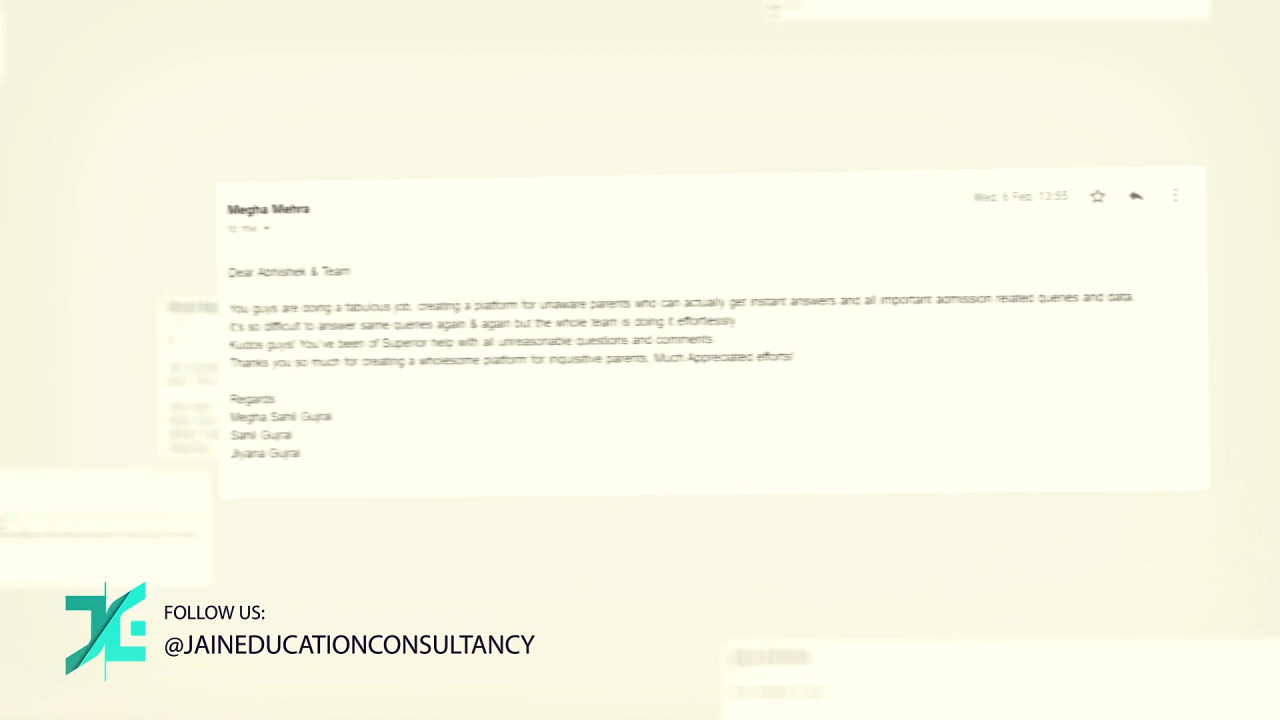 Megha Mehra
Wed, 6 Feb, 13:55
to me
Dear Abhishek & Team
You guys are doing a fabulous job, creating a platform for unaware parents who can actually get instant answers and all important admission related queries and data.
It's so difficult to answer same queries again & again but the whole team is doing it effortlessly
Kudos guys! You've been of Superior help with all unreasonable questions and comments
Thanks you so much for creating a wholesome platform for inquisitive parents. Much Appreciated efforts!
Regards
Megha Sahil Gujral
Sahil Gujral
Jiyana Gujral
FOLLOW US:
@JAINEDUCATIONCONSULTANCY